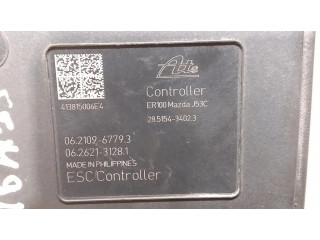 Ate
Controller
ER100 Mazda J53C
28.5154-3402.3
413815006E4
06.2109-6779.3
06.2621-3128.1
MADE IN PHILIPPINES
ESC Controller